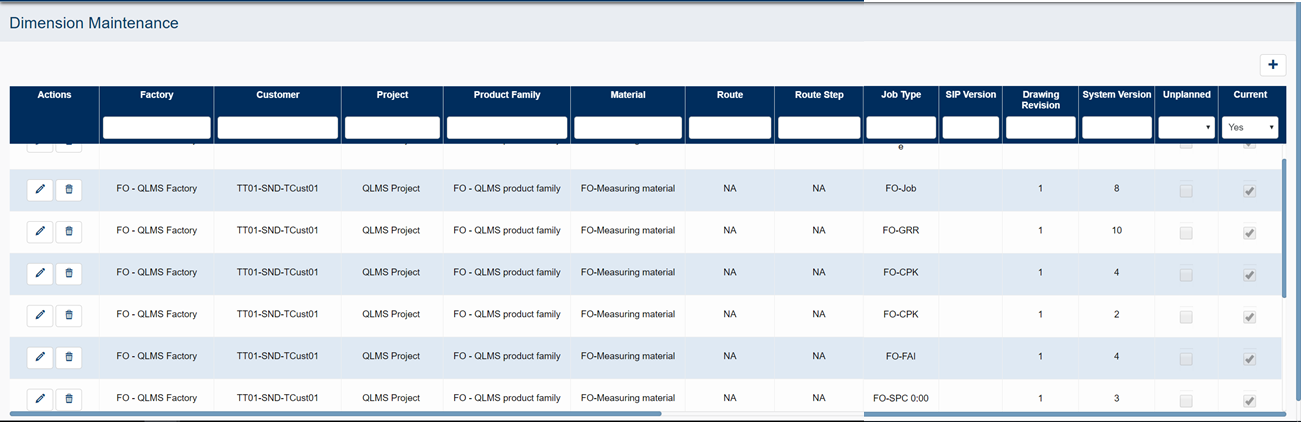 Dimension Maintenance
+
Actions Factory Customer Project Product Family Material Route Route Step Job Type SIP Version Drawing Revision System Version Unplanned Current
Yes
e
FO - QLMS Factory TT01-SND-TCust01 QLMS Project FO - QLMS product family FO-Measuring material NA NA FO-Job 1 8
FO - QLMS Factory TT01-SND-TCust01 QLMS Project FO - QLMS product family FO-Measuring material NA NA FO-GRR 1 10
FO - QLMS Factory TT01-SND-TCust01 QLMS Project FO - QLMS product family FO-Measuring material NA NA FO-CPK 1 4
FO - QLMS Factory TT01-SND-TCust01 QLMS Project FO - QLMS product family FO-Measuring material NA NA FO-CPK 1 2
FO - QLMS Factory TT01-SND-TCust01 QLMS Project FO - QLMS product family FO-Measuring material NA NA FO-FAI 1 4
FO - QLMS Factory TT01-SND-TCust01 QLMS Project FO - QLMS product family FO-Measuring material NA NA FO-SPC 0:00 1 3